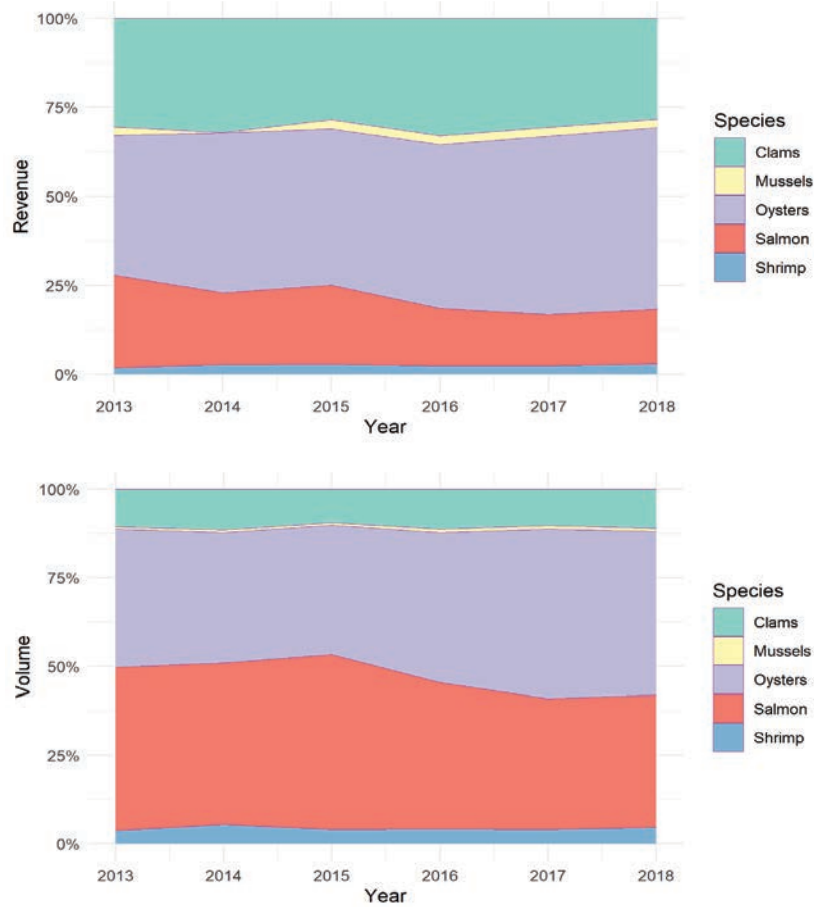 100%
75%
50%
25%
0%
Revenue
2013 2014 2015 2016 2017 2018
Year
Species
Clams
Mussels
Oysters
Salmon
Shrimp
100%
75%
50%
25%
0%
Volume
2013 2014 2015 2016 2017 2018
Year
Species
Clams
Mussels
Oysters
Salmon
Shrimp